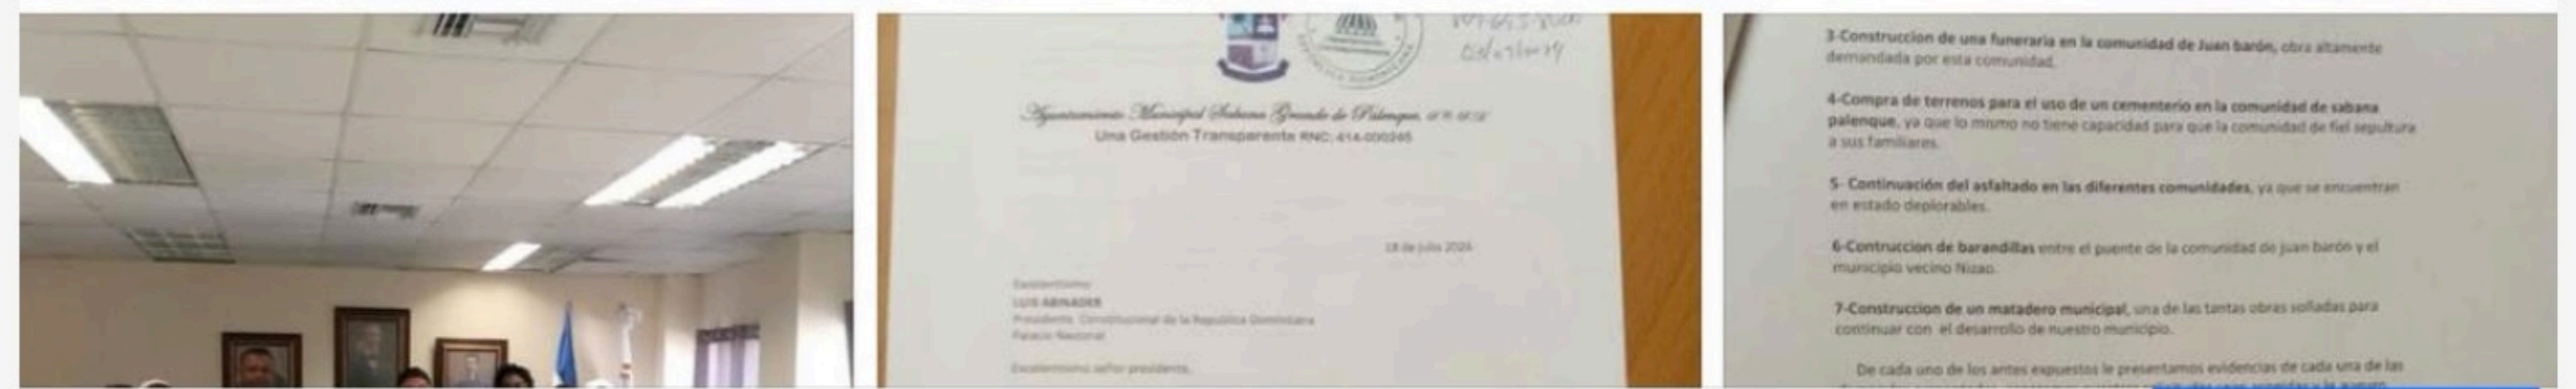 REPUBLICA DOMINICANA
Ayuntamiento Municipal Sabana Grande de Palenque,
Una Gestión Transparente RNC: 414-000265
18 de julio 2024
Excelentísimo
LUIS ABINADER
Presidente Constitucional de la Republica Dominicana
Palacio Nacional
Excelentísimo señor presidente,
3-Construccion de una funeraria en la comunidad de Juan barón, obra altamente
demandada por esta comunidad.
4-Compra de terrenos para el uso de un cementerio en la comunidad de sabana
palenque, ya que lo mismo no tiene capacidad para que la comunidad de fiel sepultura
a sus familiares.
5- Continuación del asfaltado en las diferentes comunidades, ya que se encuentran
en estado deplorables.
6-Contruccion de barandillas entre el puente de la comunidad de juan barón y el
municipio vecino Nizao.
7-Construccion de un matadero municipal, una de las tantas obras soñadas para
continuar con el desarrollo de nuestro municipio.
De cada uno de los antes expuestos le presentamos evidencias de cada una de las